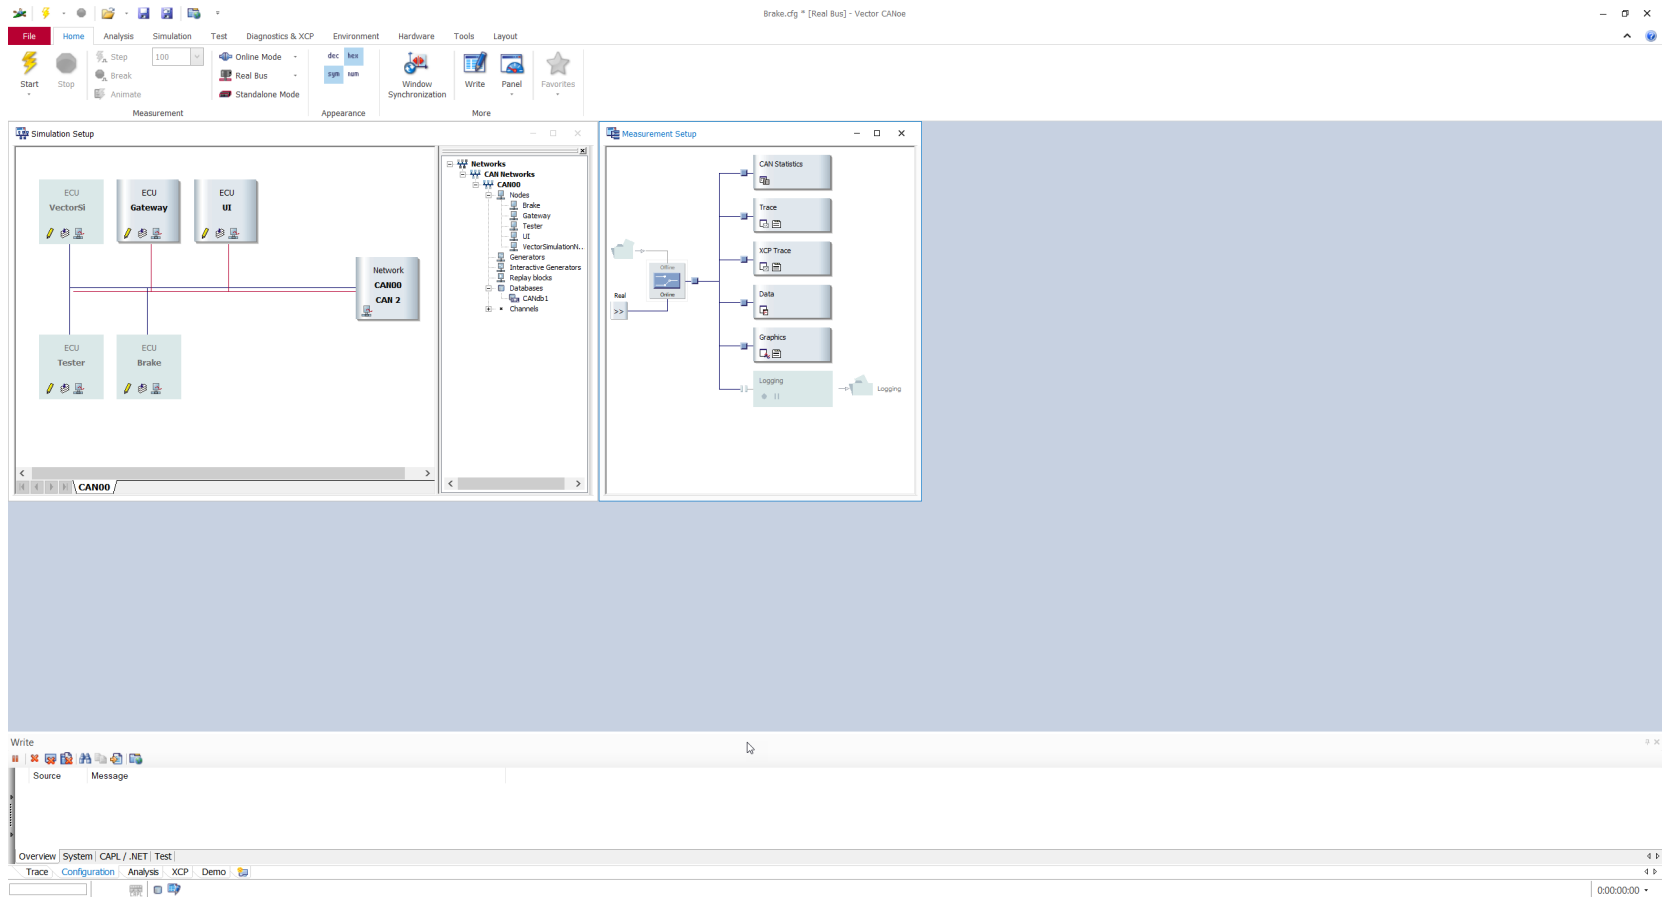 Brake.cfg * [Real Bus] - Vector CANoe
File Home Analysis Simulation Test Diagnostics & XCP Environment Hardware Tools Layout
Start
Stop
Step 100
Break
Animate
Measurement
Online Mode
Real Bus
Standalone Mode
dec hex
sym num
Appearance
Window Synchronization
Write
Panel
Favorites
More
Simulation Setup
ECU
VectorSi
ECU
Gateway
ECU
UI
Network
CAN00
CAN 2
ECU
Tester
ECU
Brake
CAN00
Networks
CAN Networks
CAN00
Nodes
Brake
Gateway
Tester
UI
VectorSimulationN..
Generators
Interactive Generators
Replay blocks
Databases
CANdb1
Channels
Measurement Setup
Offline
Online
Real
>>
CAN Statistics
Trace
XCP Trace
Data
Graphics
Logging
Logging
Write
Source Message
Overview System CAPL / .NET Test
Trace Configuration Analysis XCP Demo
0:00:00:00